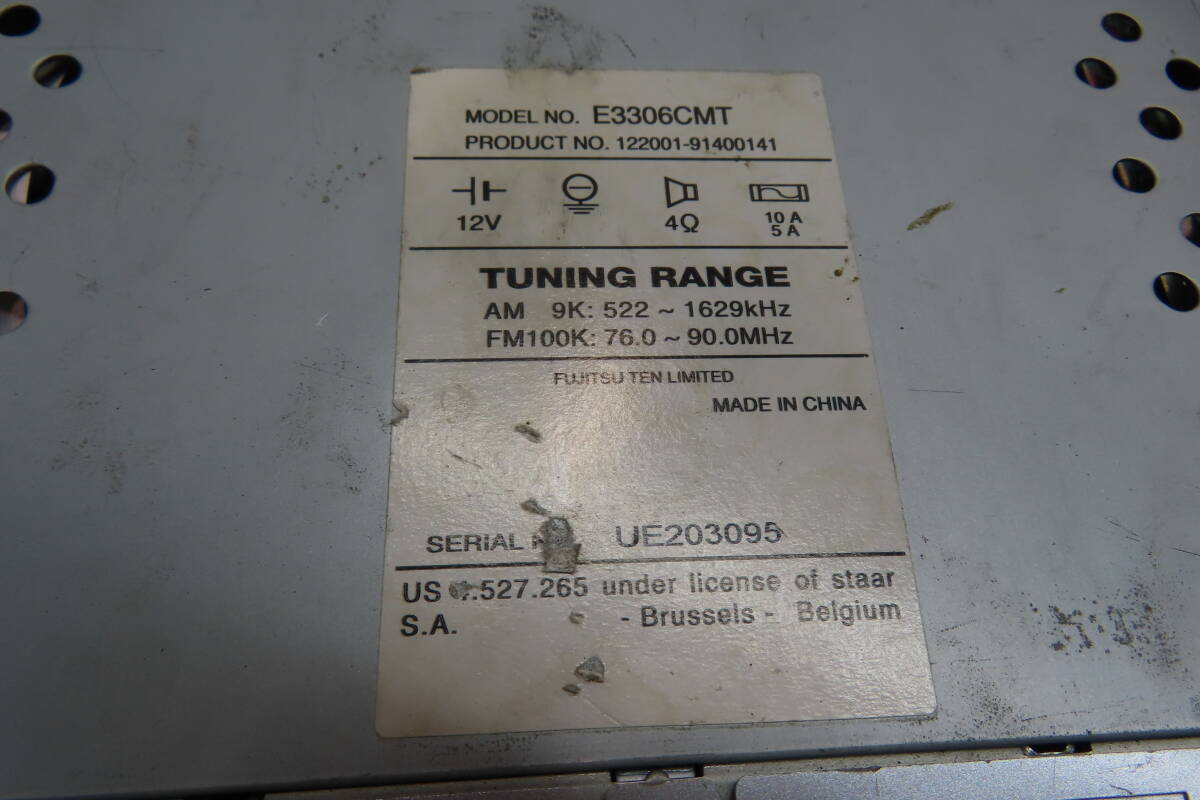 MODEL NO. E3306CMT
PRODUCT NO. 122001-91400141
12V 4Ω 10 A
5 A
TUNING RANGE
AM 9K: 522 ~ 1629kHz
FM100K: 76.0 ~ 90.0MHz
FUJITSU TEN LIMITED
MADE IN CHINA
SERIAL UE203095
US .527.265 under license of staar
S.A. - Brussels - Belgium